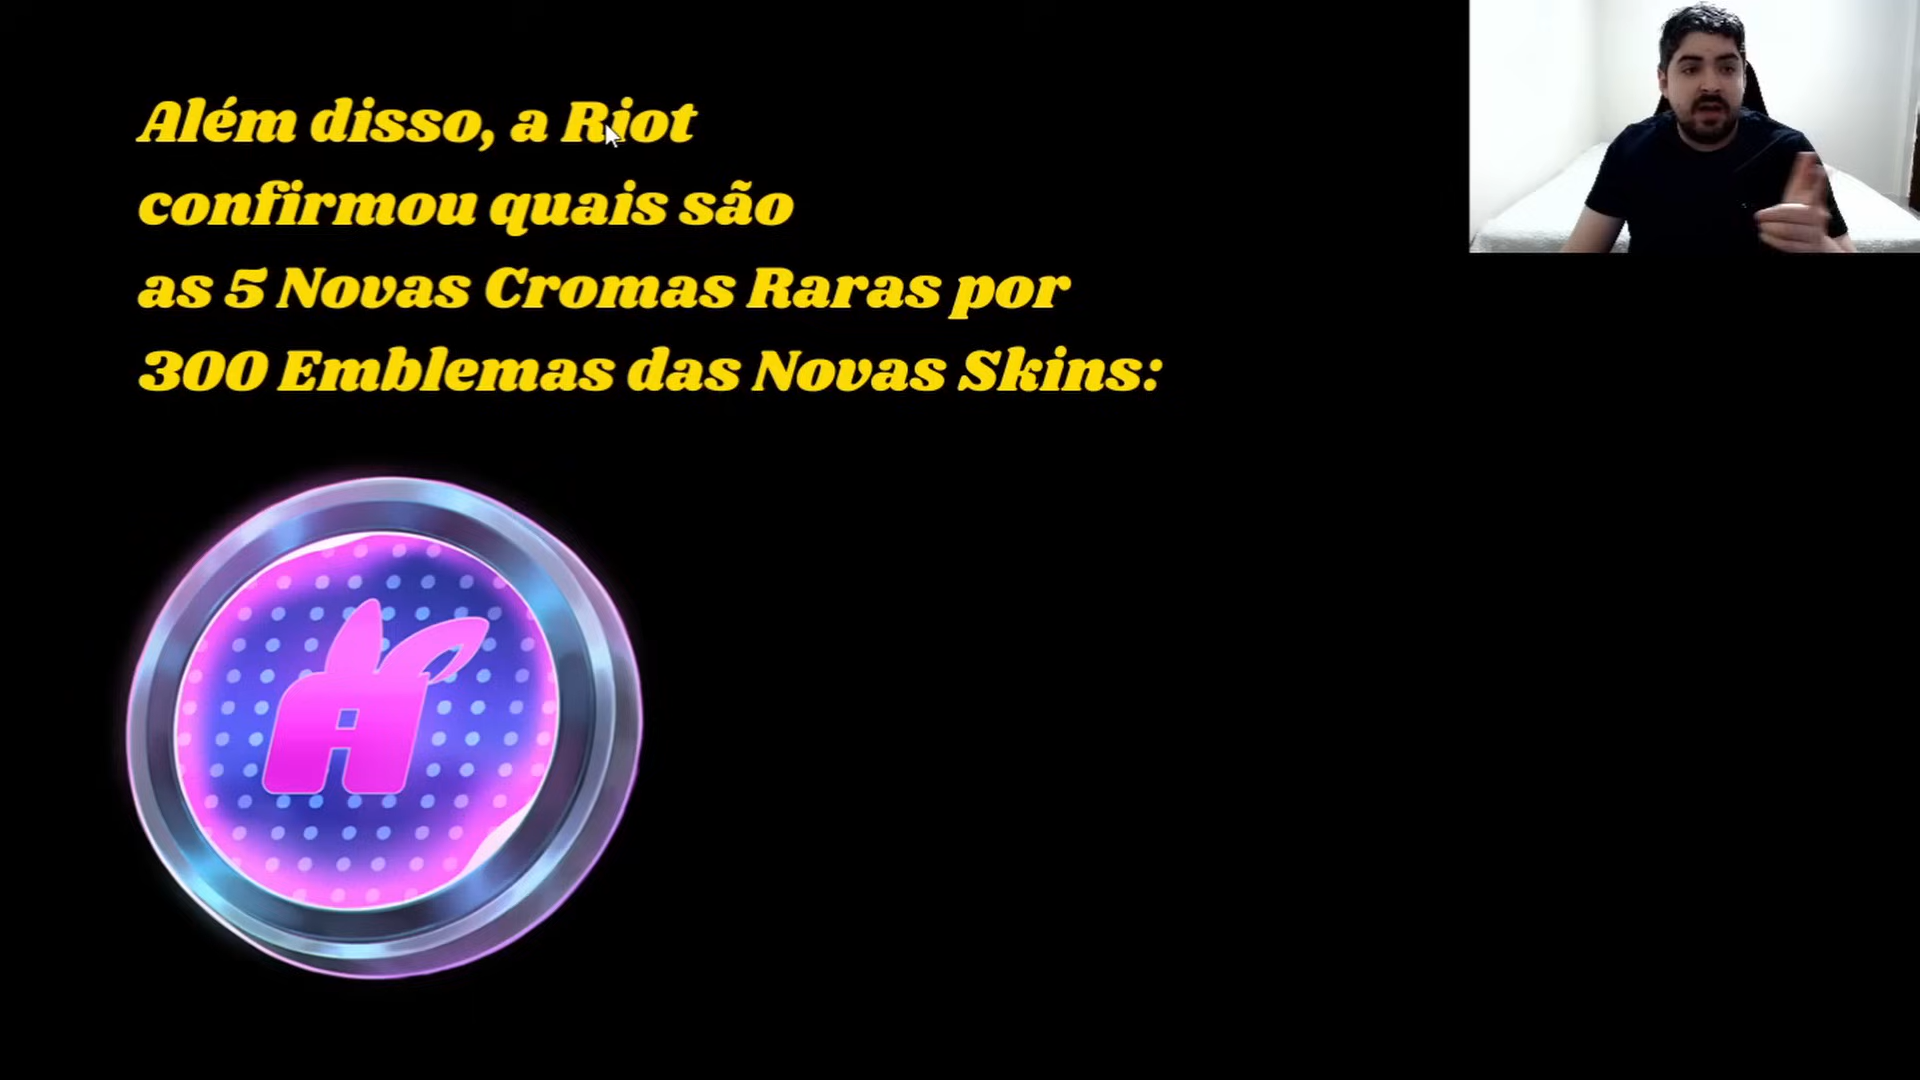 Além disso, a Riot
confirmou quais são
as 5 Novas Cromas Raras por
300 Emblemas das Novas Skins: